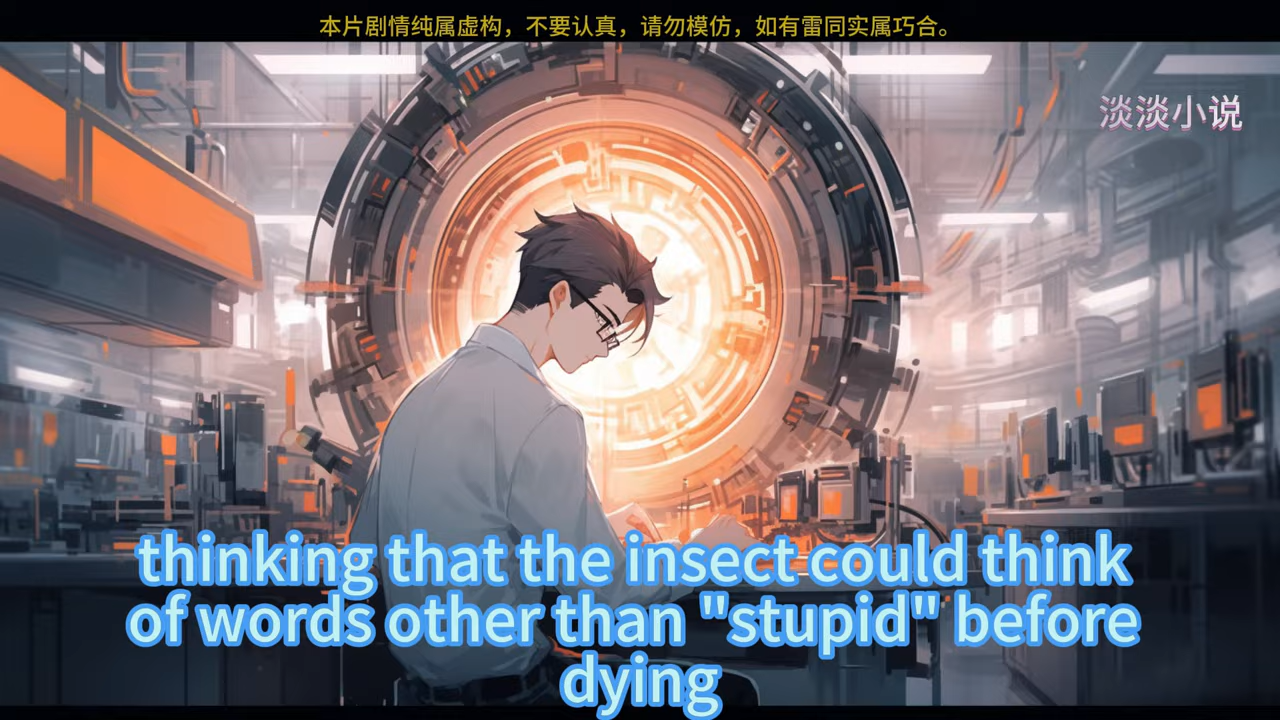 本片剧情纯属虚构，不要认真，请勿模仿，如有雷同实属巧合。
淡淡小说
thinking that the insect could think
of words other than "stupid" before
dying